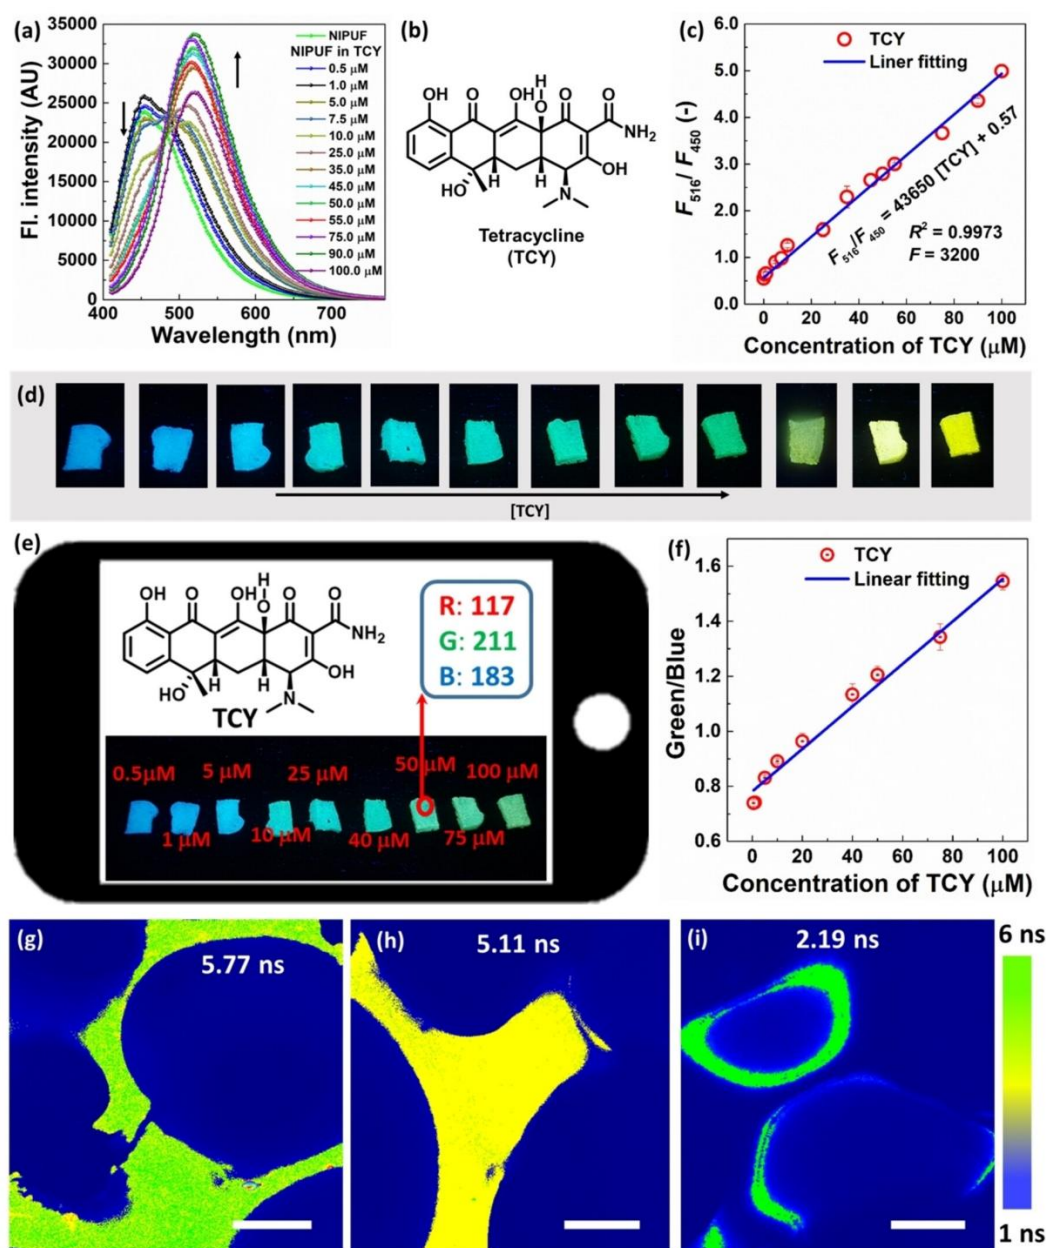 (a)
35000
30000
25000
20000
15000
10000
5000
0
Fl. intensity (AU)
400 500 600 700
Wavelength (nm)
NIPUF
NIPUF in TCY
0.5 μM
1.0 μM
5.0 μM
7.5 μM
10.0 μM
25.0 μM
35.0 μM
45.0 μM
50.0 μM
55.0 μM
75.0 μM
90.0 μM
100.0 μM
(b)
OH O OH O H O O
NH₂
OH
HO H H N
Tetracycline
(TCY)
(c)
6.0
5.0
4.0
3.0
2.0
1.0
0.0
F₅₁₆/ F₄₅₀ (-)
TCY
Liner fitting
F₅₁₆/F₄₅₀ = 43650 [TCY] + 0.57
R² = 0.9973
F = 3200
0 20 40 60 80 100
Concentration of TCY (μM)
(d)
[TCY]
(e)
OH O OH O H O O
NH₂
OH
HO H H N
TCY
R: 117
G: 211
B: 183
0.5μM 5 μM 25 μM 50 μM 100 μM
1 μM 10 μM 40 μM 75 μM
(f)
1.6
1.4
1.2
1.0
0.8
0.6
Green/Blue
TCY
Linear fitting
0 20 40 60 80 100
Concentration of TCY (μM)
(g)
5.77 ns
(h)
5.11 ns
(i)
2.19 ns
6 ns
1 ns